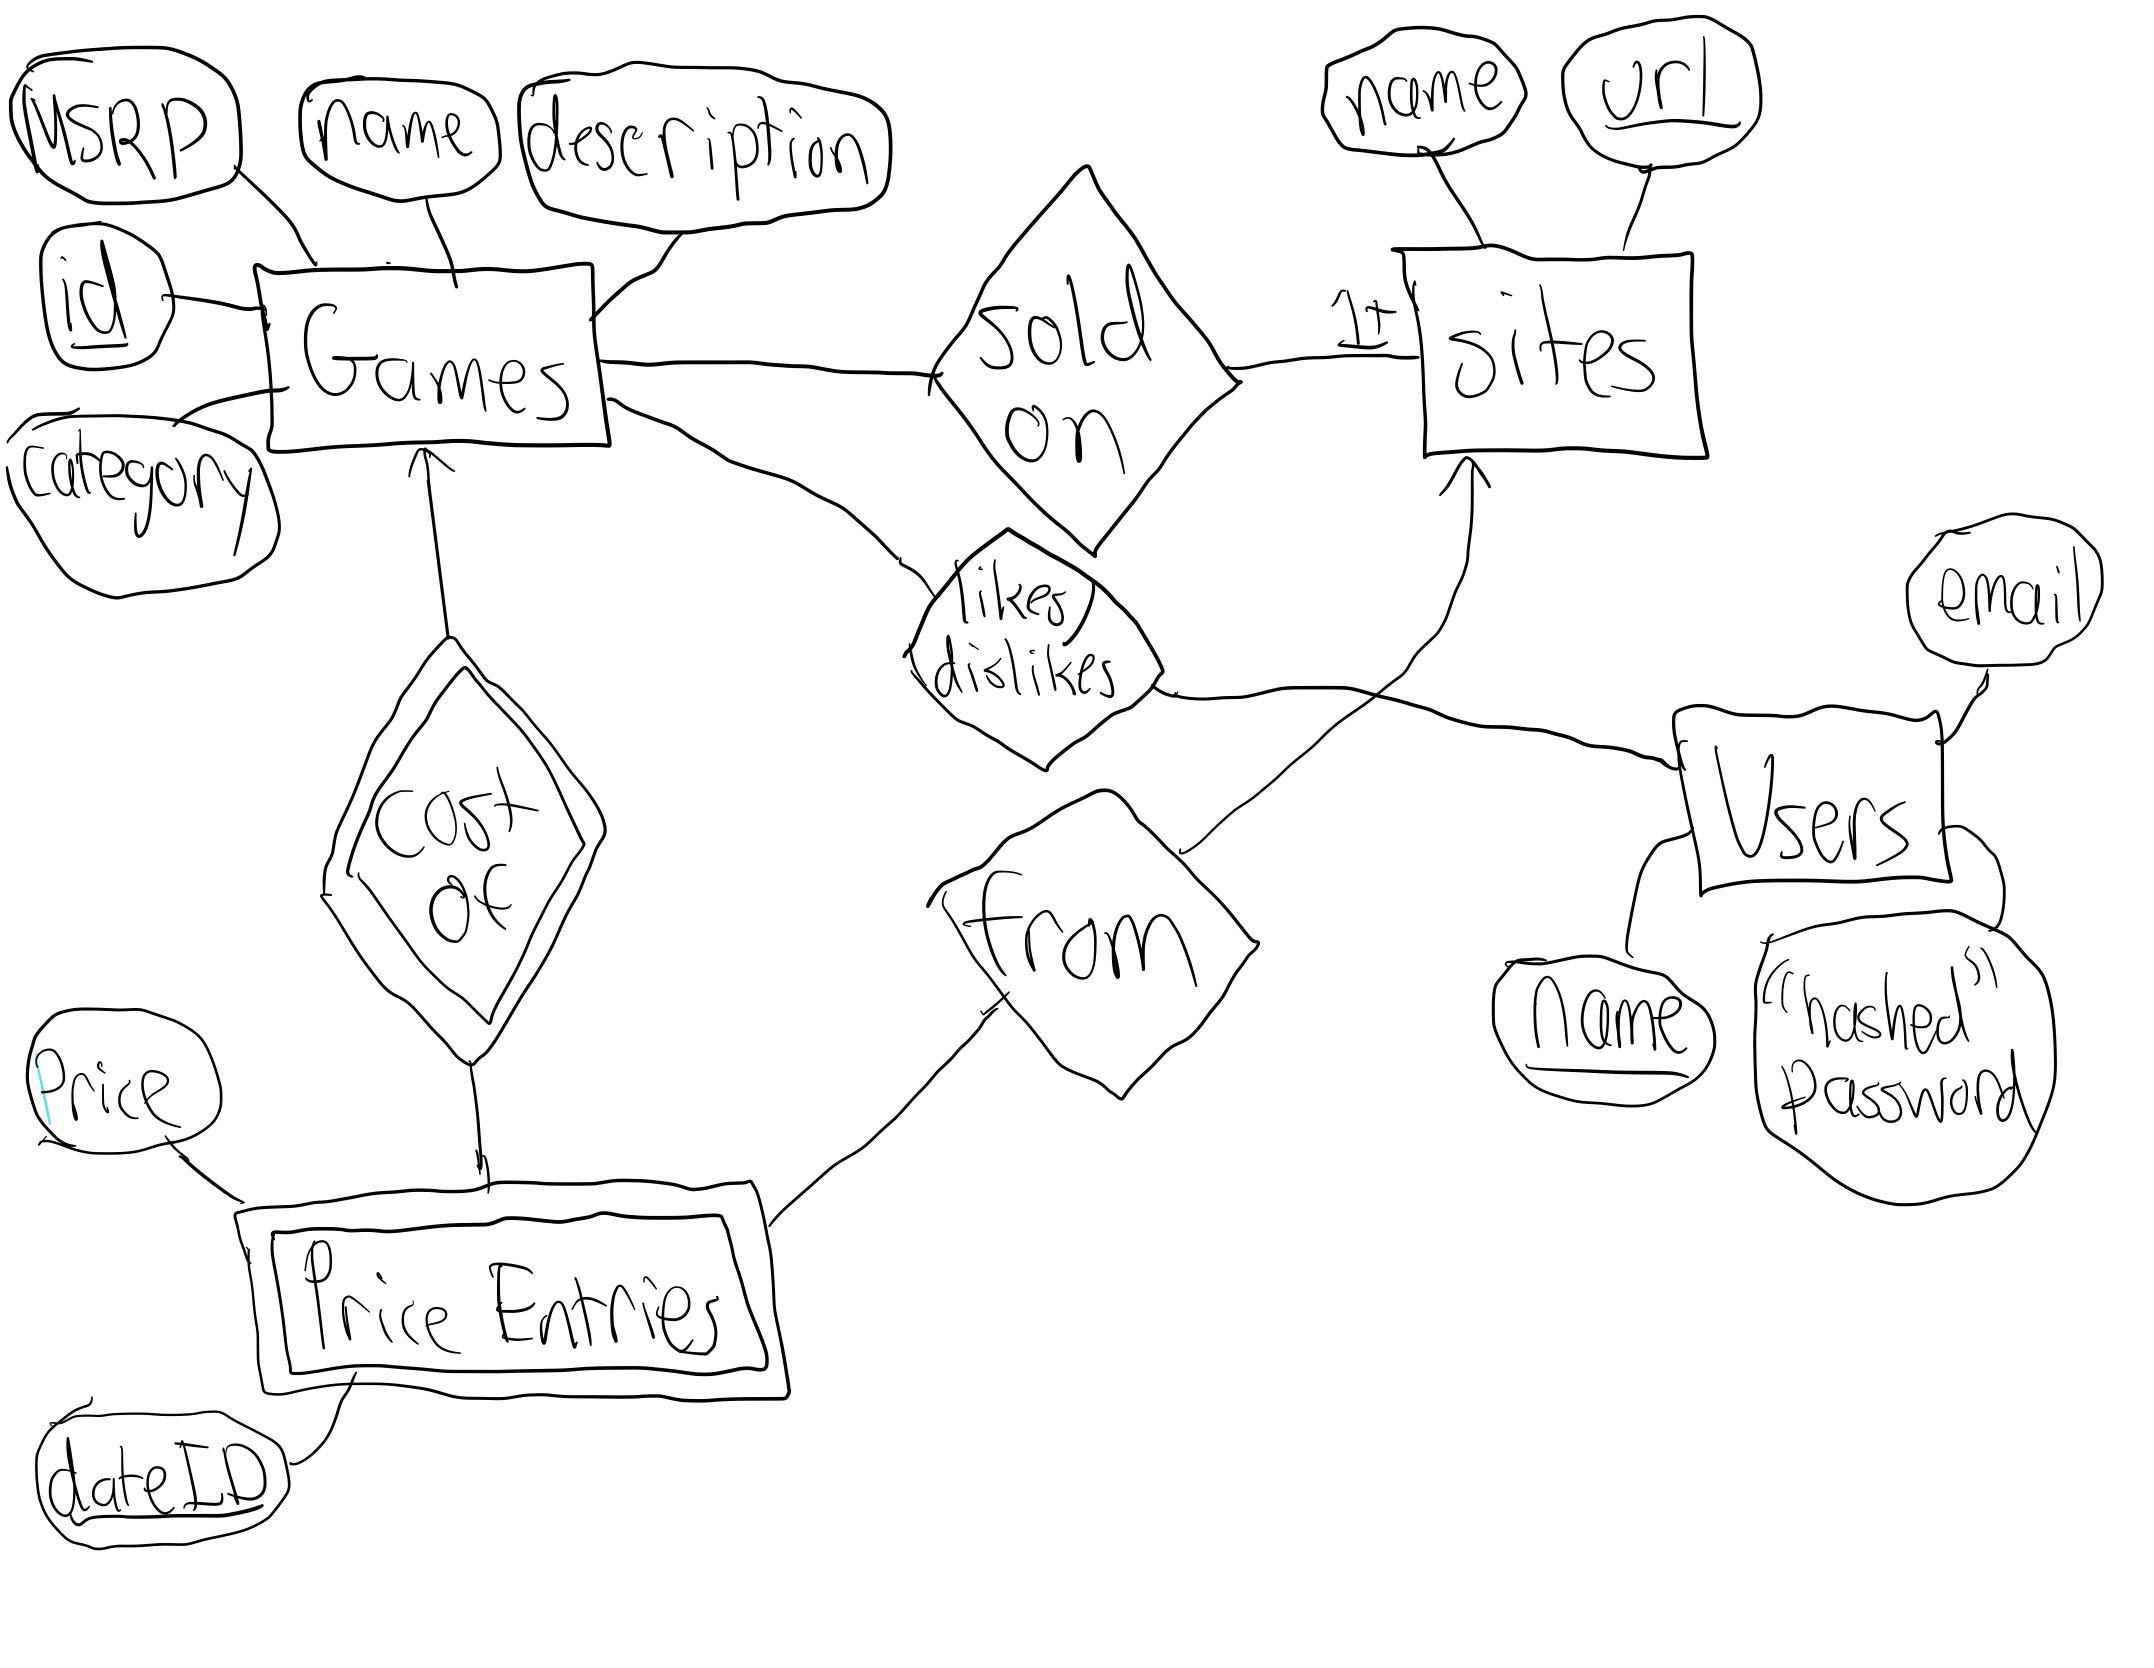 MSRP
name
description
name
url
id
Games
sold
on
1+
Sites
category
likes
dislikes
email
cost
of
Users
from
name
"hashed"
password
Price
Price Entries
dateID